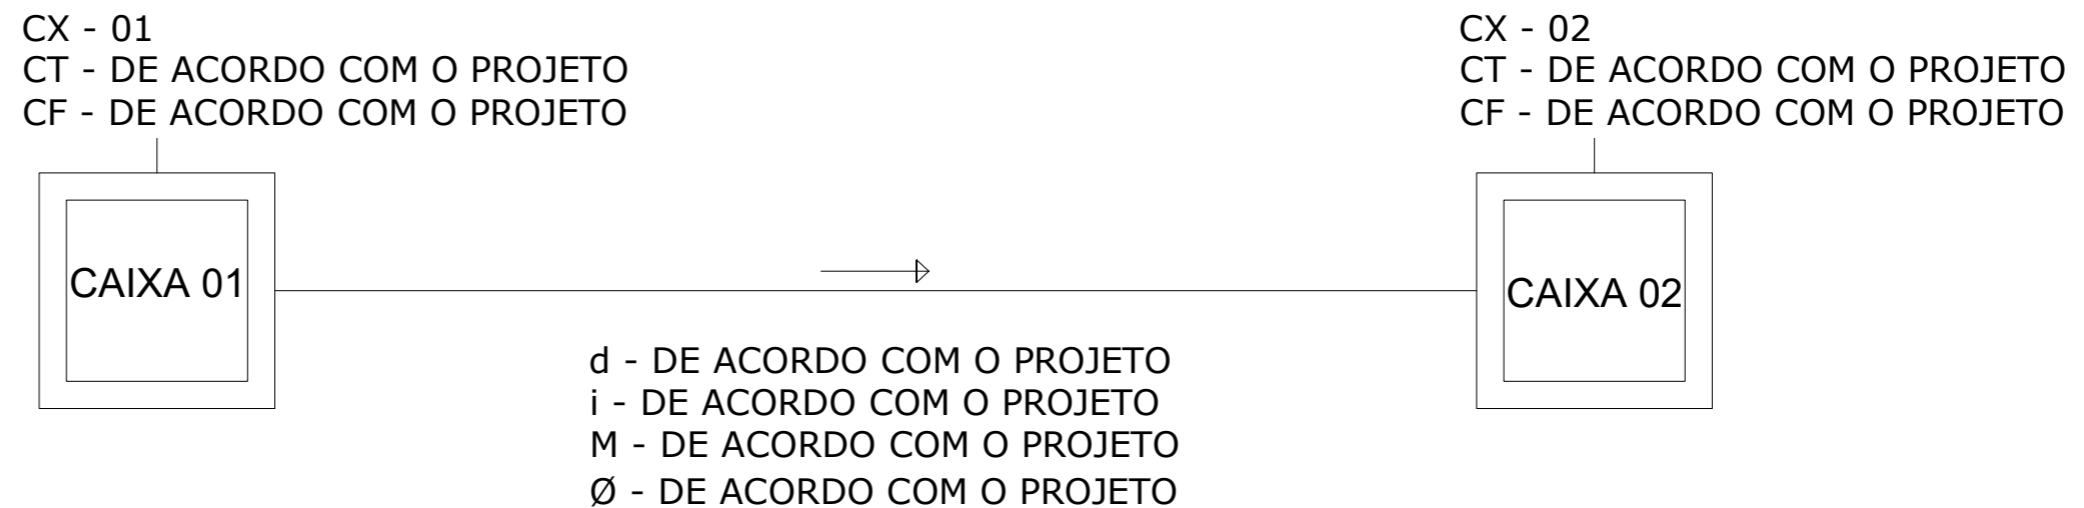 CX - 01
CT - DE ACORDO COM O PROJETO
CF - DE ACORDO COM O PROJETO
CX - 02
CT - DE ACORDO COM O PROJETO
CF - DE ACORDO COM O PROJETO
CAIXA 01
CAIXA 02
d - DE ACORDO COM O PROJETO
i - DE ACORDO COM O PROJETO
M - DE ACORDO COM O PROJETO
Ø - DE ACORDO COM O PROJETO